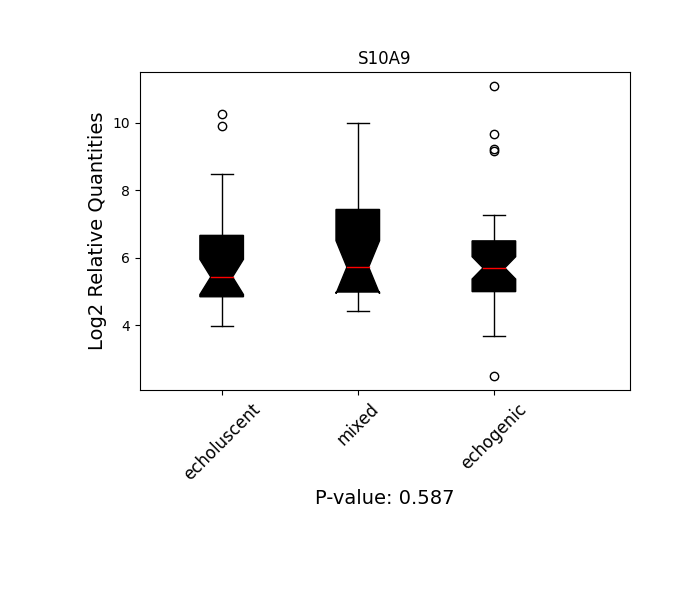 S10A9
Log2 Relative Quantities
10
8
6
4
echoluscent
mixed
echogenic
P-value: 0.587